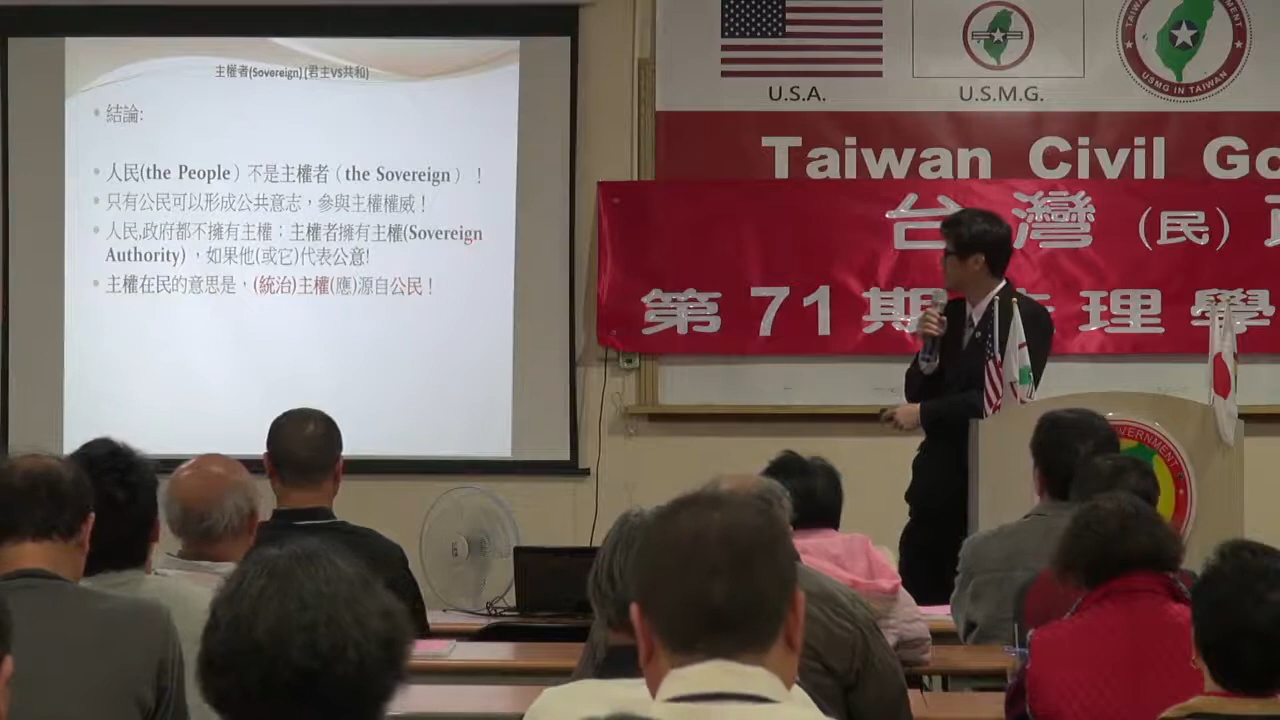 主權者(Sovereign) (君主VS共和)
結論:
人民(the People）不是主權者（the Sovereign） !
只有公民可以形成公共意志，參與主權權威！
人民,政府都不擁有主權；主權者擁有主權(Sovereign
Authority) ，如果他(或它)代表公意!
主權在民的意思是，(統治)主權(應)源自公民！
U.S.A.
U.S.M.G.
USMG IN TAIWAN
Taiwan Civil Go
台灣（民）
第 71 期 理 學
VERNMENT